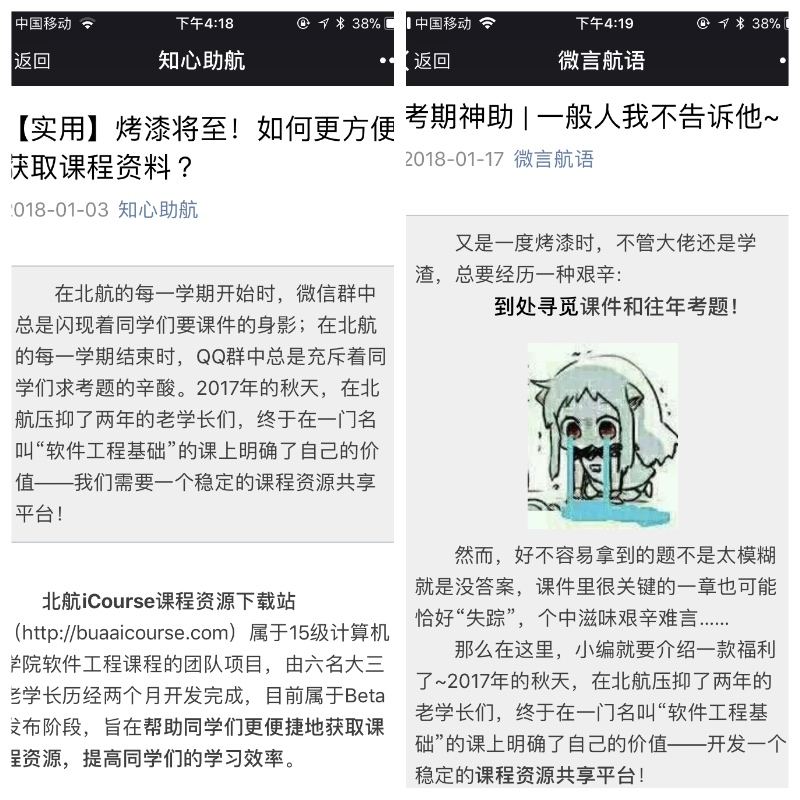 中国移动 下午4:18 38%
返回 知心助航
【实用】烤漆将至！如何更方便
获取课程资料？
2018-01-03 知心助航
在北航的每一学期开始时，微信群中
总是闪现着同学们要课件的身影；在北航
的每一学期结束时，QQ群中总是充斥着同
学们求考题的辛酸。2017年的秋天，在北
航压抑了两年的老学长们，终于在一门名
叫“软件工程基础”的课上明确了自己的价
值——我们需要一个稳定的课程资源共享
平台！
北航iCourse课程资源下载站
（http://buaaicourse.com）属于15级计算机
学院软件工程课程的团队项目，由六名大三
老学长历经两个月开发完成，目前属于Beta
发布阶段，旨在帮助同学们更便捷地获取课
程资源，提高同学们的学习效率。
中国移动 下午4:19 38%
返回 微言航语
考期神助 | 一般人我不告诉他~
2018-01-17 微言航语
又是一度烤漆时，不管大佬还是学
渣，总要经历一种艰辛：
到处寻觅课件和往年考题！
然而，好不容易拿到的题不是太模糊
就是没答案，课件里很关键的一章也可能
恰好“失踪”，个中滋味艰辛难言......
那么在这里，小编就要介绍一款福利
了~2017年的秋天，在北航压抑了两年的
老学长们，终于在一门名叫“软件工程基
础”的课上明确了自己的价值——开发一个
稳定的课程资源共享平台！